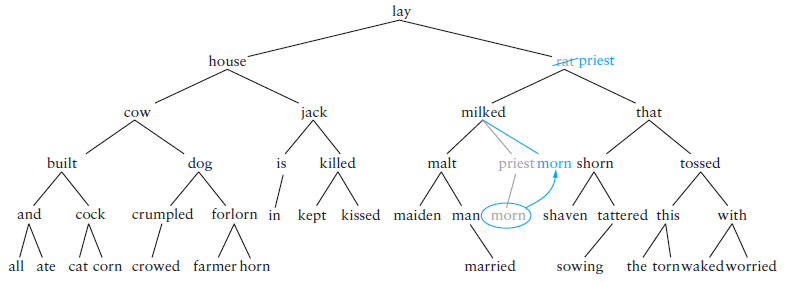 lay
house rat priest
cow jack milked that
built dog is killed malt priest morn shorn tossed
and cock crumpled forlorn in kept kissed maiden man morn shaven tattered this with
all ate cat corn crowed farmer horn married sowing the torn waked worried